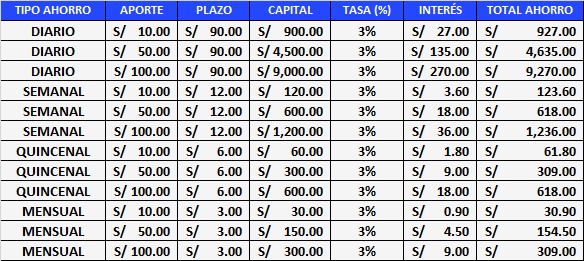 TIPO AHORRO APORTE PLAZO CAPITAL TASA (%) INTERÉS TOTAL AHORRO
DIARIO S/ 10.00 S/ 90.00 S/ 900.00 3% S/ 27.00 S/ 927.00
DIARIO S/ 50.00 S/ 90.00 S/ 4,500.00 3% S/ 135.00 S/ 4,635.00
DIARIO S/ 100.00 S/ 90.00 S/ 9,000.00 3% S/ 270.00 S/ 9,270.00
SEMANAL S/ 10.00 S/ 12.00 S/ 120.00 3% S/ 3.60 S/ 123.60
SEMANAL S/ 50.00 S/ 12.00 S/ 600.00 3% S/ 18.00 S/ 618.00
SEMANAL S/ 100.00 S/ 12.00 S/ 1,200.00 3% S/ 36.00 S/ 1,236.00
QUINCENAL S/ 10.00 S/ 6.00 S/ 60.00 3% S/ 1.80 S/ 61.80
QUINCENAL S/ 50.00 S/ 6.00 S/ 300.00 3% S/ 9.00 S/ 309.00
QUINCENAL S/ 100.00 S/ 6.00 S/ 600.00 3% S/ 18.00 S/ 618.00
MENSUAL S/ 10.00 S/ 3.00 S/ 30.00 3% S/ 0.90 S/ 30.90
MENSUAL S/ 50.00 S/ 3.00 S/ 150.00 3% S/ 4.50 S/ 154.50
MENSUAL S/ 100.00 S/ 3.00 S/ 300.00 3% S/ 9.00 S/ 309.00